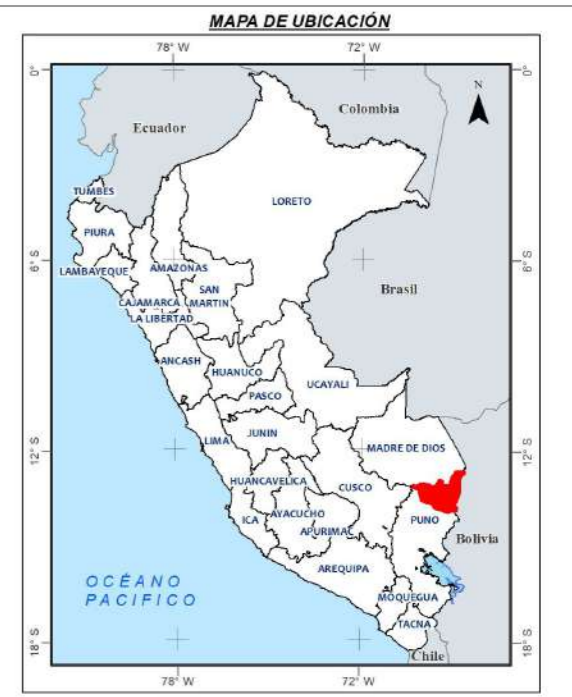 MAPA DE UBICACIÓN
78° W
72° W
0°
0°
N
Colombia
Ecuador
TUMBES
LORETO
PIURA
6° S
6° S
LAMBAYEQUE
AMAZONAS
SAN
MARTIN
Brasil
CAJAMARCA
LA LIBERTAD
ANCASH
HUANUCO
UCAYALI
PASCO
LIMA
JUNIN
MADRE DE DIOS
12° S
12° S
HUANCAVELICA
CUSCO
ICA
AYACUCHO
PUNO
APURIMAC
Bolivia
AREQUIPA
OCÉANO
PACIFICO
MOQUEGUA
TACNA
18° S
18° S
Chile
78° W
72° W